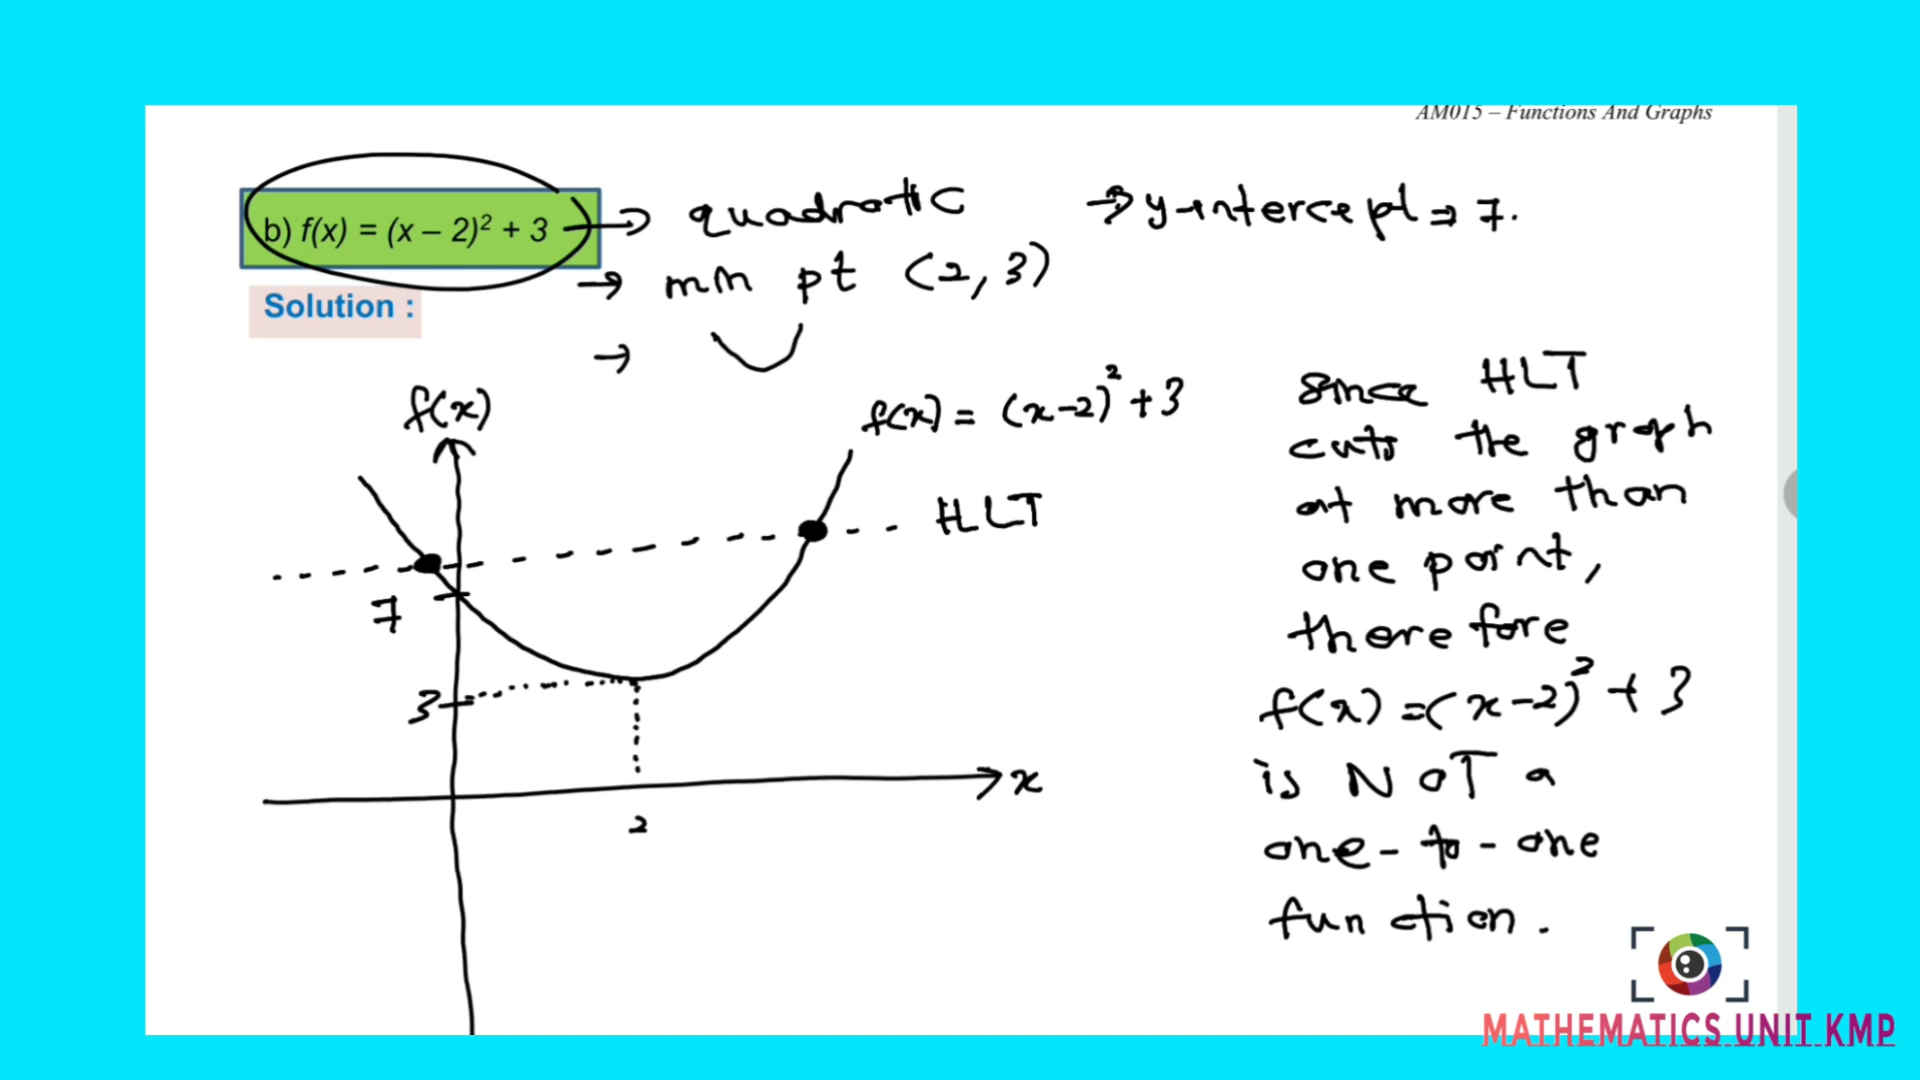 AM015 – Functions And Graphs
b) f(x) = (x – 2)² + 3 → quadratic → y-intercept ⇒ 7.
→ min pt (2, 3)
Solution :
→
f(x)
f(x) = (x-2)² + 3
HLT
7
3
x
2
Since HLT
cuts the graph
at more than
one point,
therefore
f(x) = (x-2)² + 3
is NOT a
one-to-one
function.
MATHEMATICS UNIT KMP